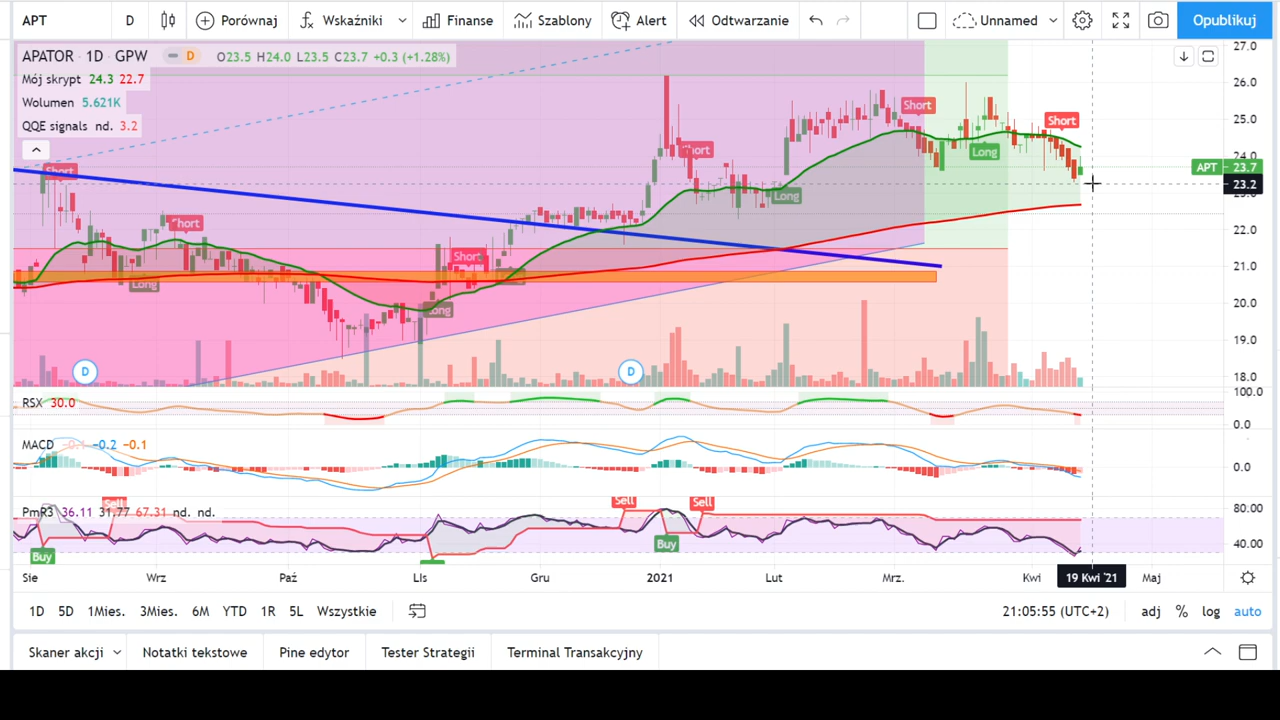 APT D Porównaj Wskaźniki Finanse Szablony Alert Odtwarzanie Unnamed Opublikuj
APATOR · 1D · GPW D O23.5 H24.0 L23.5 C23.7 +0.3 (+1.28%)
Mój skrypt 24.3 22.7
Wolumen 5.621K
QQE signals nd. 3.2
27.0
26.0
25.0
24.0
APT 23.7
23.2
22.0
21.0
20.0
19.0
18.0
Short
Short
Short
Short
Short
Long
Long
Long
Long
D
D
RSX 30.0
100.0
0.0
MACD -0.2 -0.1
0.0
PmR3 36.11 31.77 67.31 nd. nd.
Sell
Sell
Sell
Buy
Buy
80.00
40.00
Sie Wrz Paź Lis Gru 2021 Lut Mrz. Kwi 19 Kwi '21 Maj
1D 5D 1Mies. 3Mies. 6M YTD 1R 5L Wszystkie 21:05:55 (UTC+2) adj % log auto
Skaner akcji Notatki tekstowe Pine edytor Tester Strategii Terminal Transakcyjny